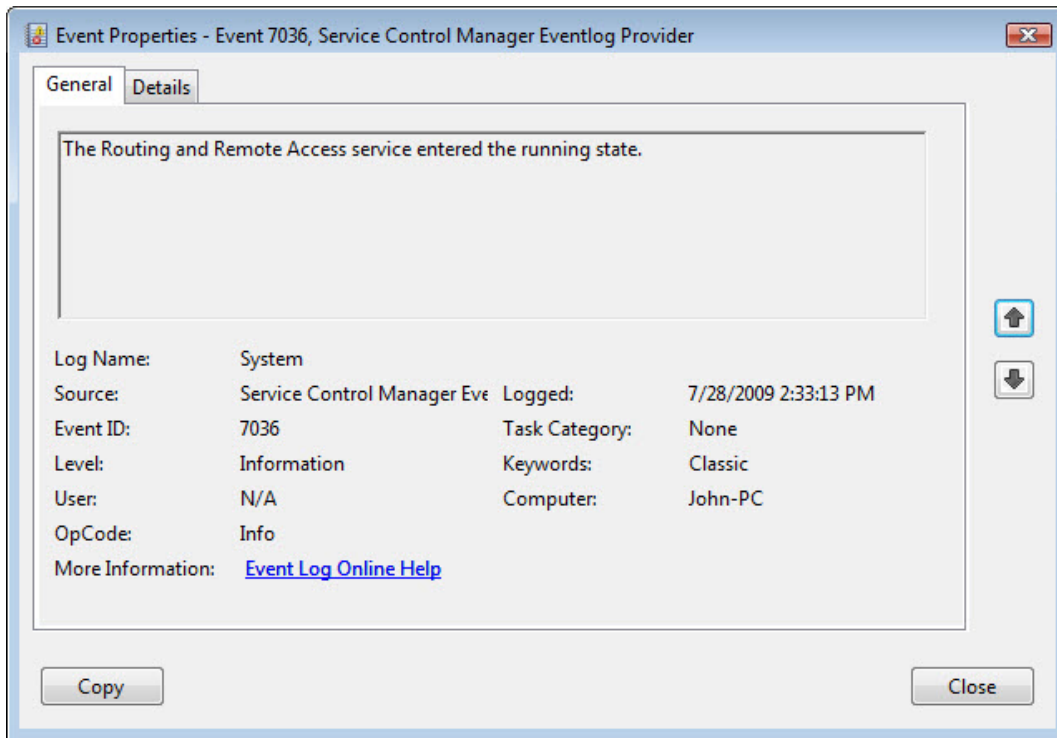 Event Properties - Event 7036, Service Control Manager Eventlog Provider
General Details
The Routing and Remote Access service entered the running state.
Log Name: System
Source: Service Control Manager Eve Logged: 7/28/2009 2:33:13 PM
Event ID: 7036 Task Category: None
Level: Information Keywords: Classic
User: N/A Computer: John-PC
OpCode: Info
More Information: Event Log Online Help
Copy Close